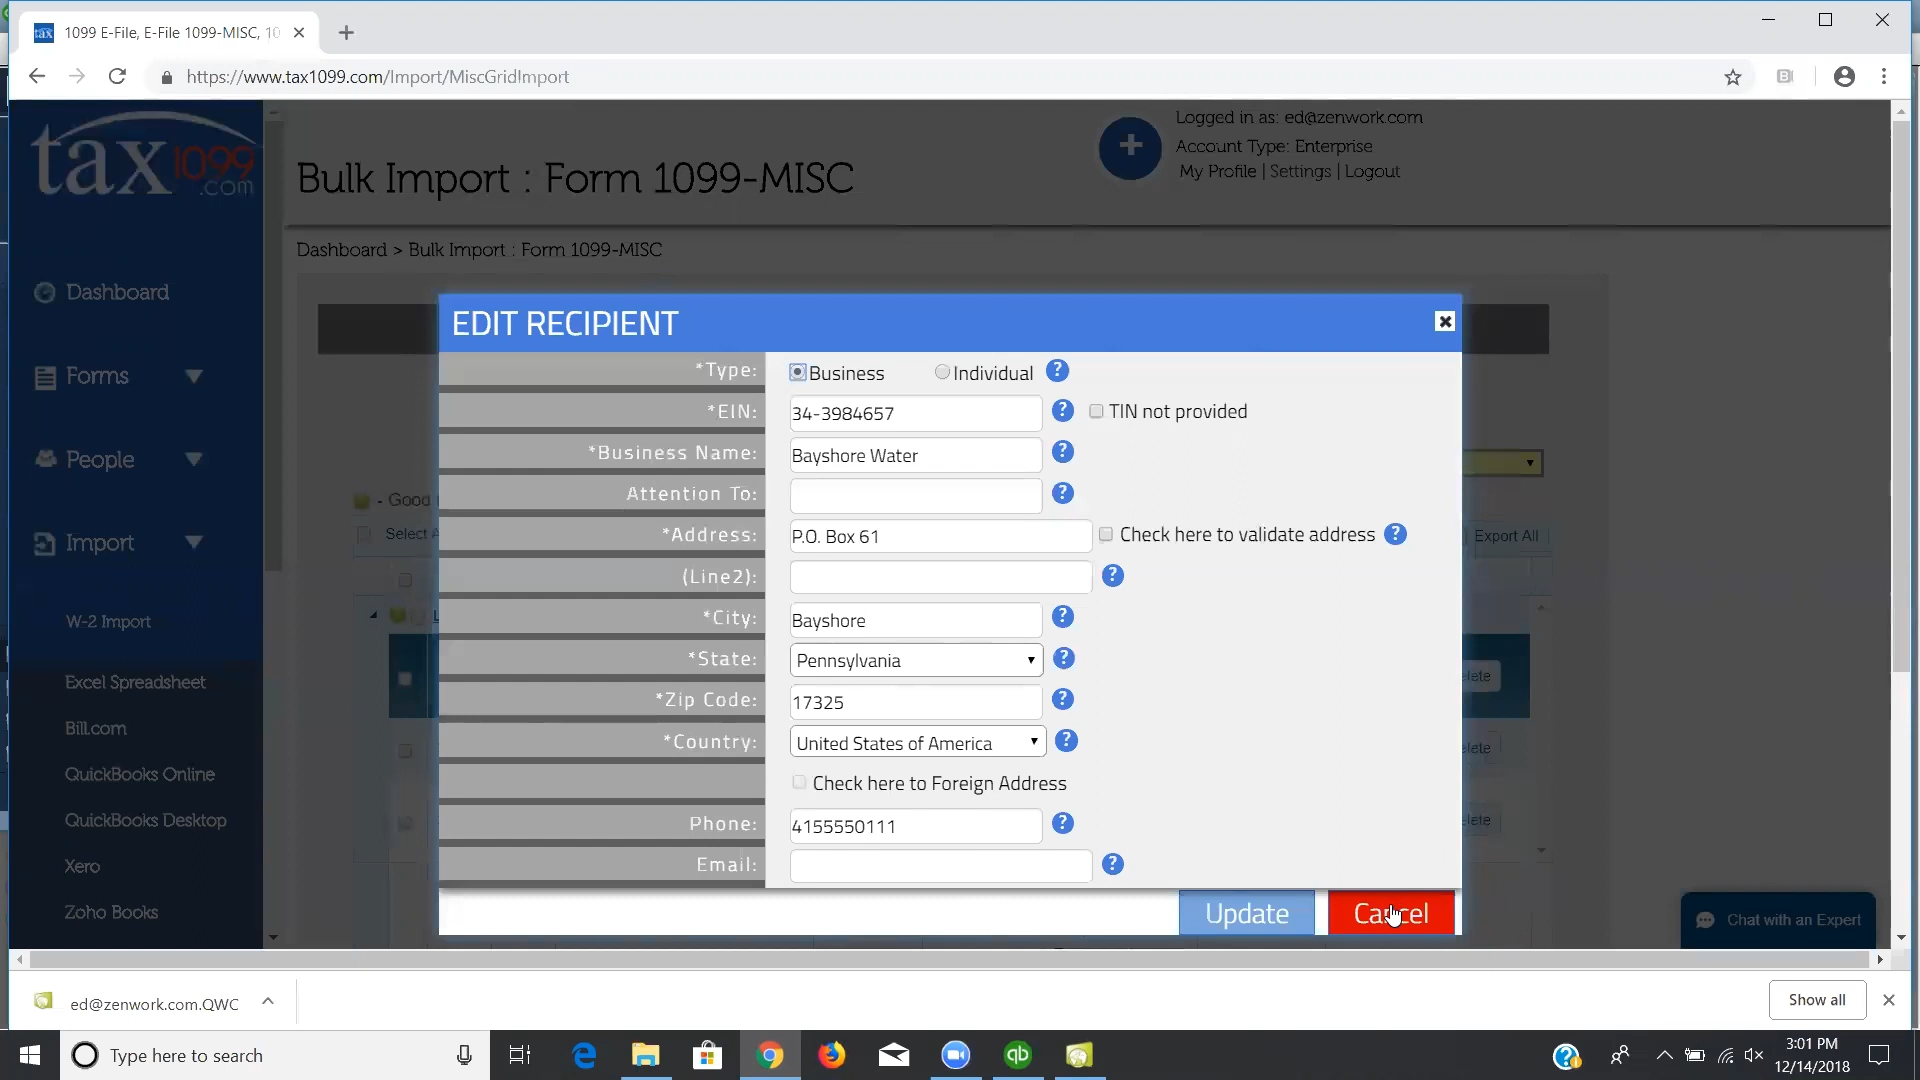 1099 E-File, E-File 1099-MISC, 10
https://www.tax1099.com/Import/MiscGridImport
tax1099.com
Logged in as: ed@zenwork.com
Account Type: Enterprise
My Profile | Settings | Logout
Bulk Import : Form 1099-MISC
Dashboard > Bulk Import : Form 1099-MISC
Dashboard
Forms
People
Import
W-2 Import
Excel Spreadsheet
Bill.com
QuickBooks Online
QuickBooks Desktop
Xero
Zoho Books
- Good
Select A
Export All
EDIT RECIPIENT
*Type: Business Individual ?
*EIN: 34-3984657 ? TIN not provided
*Business Name: Bayshore Water ?
Attention To: ?
*Address: P.O. Box 61 Check here to validate address ?
(Line2): ?
*City: Bayshore ?
*State: Pennsylvania ?
*Zip Code: 17325 ?
*Country: United States of America ?
Check here to Foreign Address
Phone: 4155550111 ?
Email: ?
Update Cancel
Chat with an Expert
ed@zenwork.com.QWC
Show all
Type here to search
3:01 PM
12/14/2018